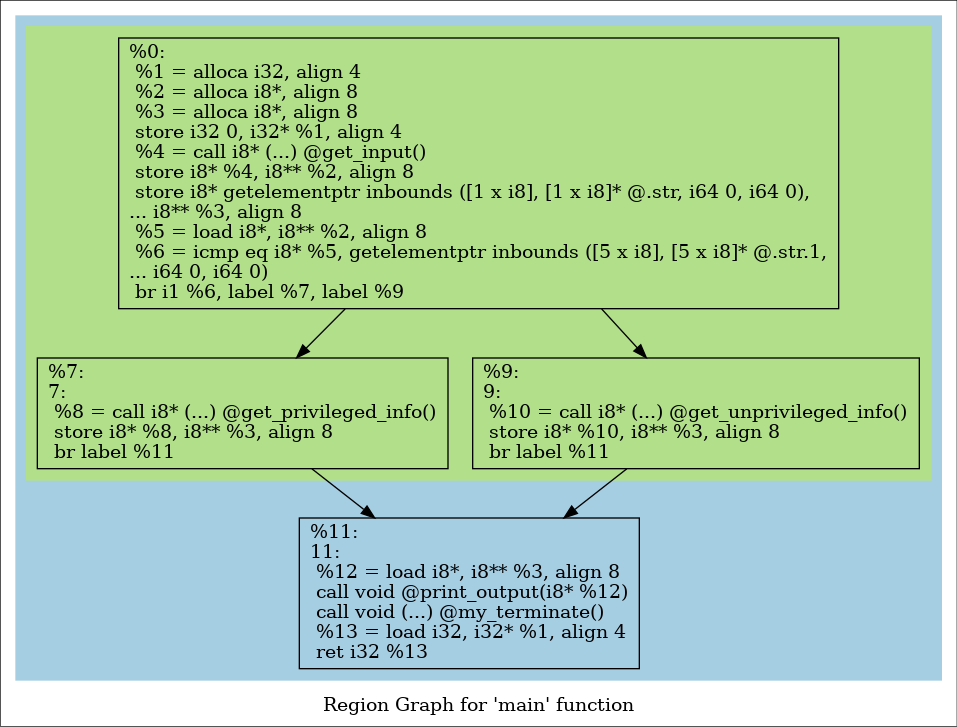 %0:
%1 = alloca i32, align 4
%2 = alloca i8*, align 8
%3 = alloca i8*, align 8
store i32 0, i32* %1, align 4
%4 = call i8* (...) @get_input()
store i8* %4, i8** %2, align 8
store i8* getelementptr inbounds ([1 x i8], [1 x i8]* @.str, i64 0, i64 0),
... i8** %3, align 8
%5 = load i8*, i8** %2, align 8
%6 = icmp eq i8* %5, getelementptr inbounds ([5 x i8], [5 x i8]* @.str.1,
... i64 0, i64 0)
br i1 %6, label %7, label %9
%7:
7:
%8 = call i8* (...) @get_privileged_info()
store i8* %8, i8** %3, align 8
br label %11
%9:
9:
%10 = call i8* (...) @get_unprivileged_info()
store i8* %10, i8** %3, align 8
br label %11
%11:
11:
%12 = load i8*, i8** %3, align 8
call void @print_output(i8* %12)
call void (...) @my_terminate()
%13 = load i32, i32* %1, align 4
ret i32 %13
Region Graph for 'main' function